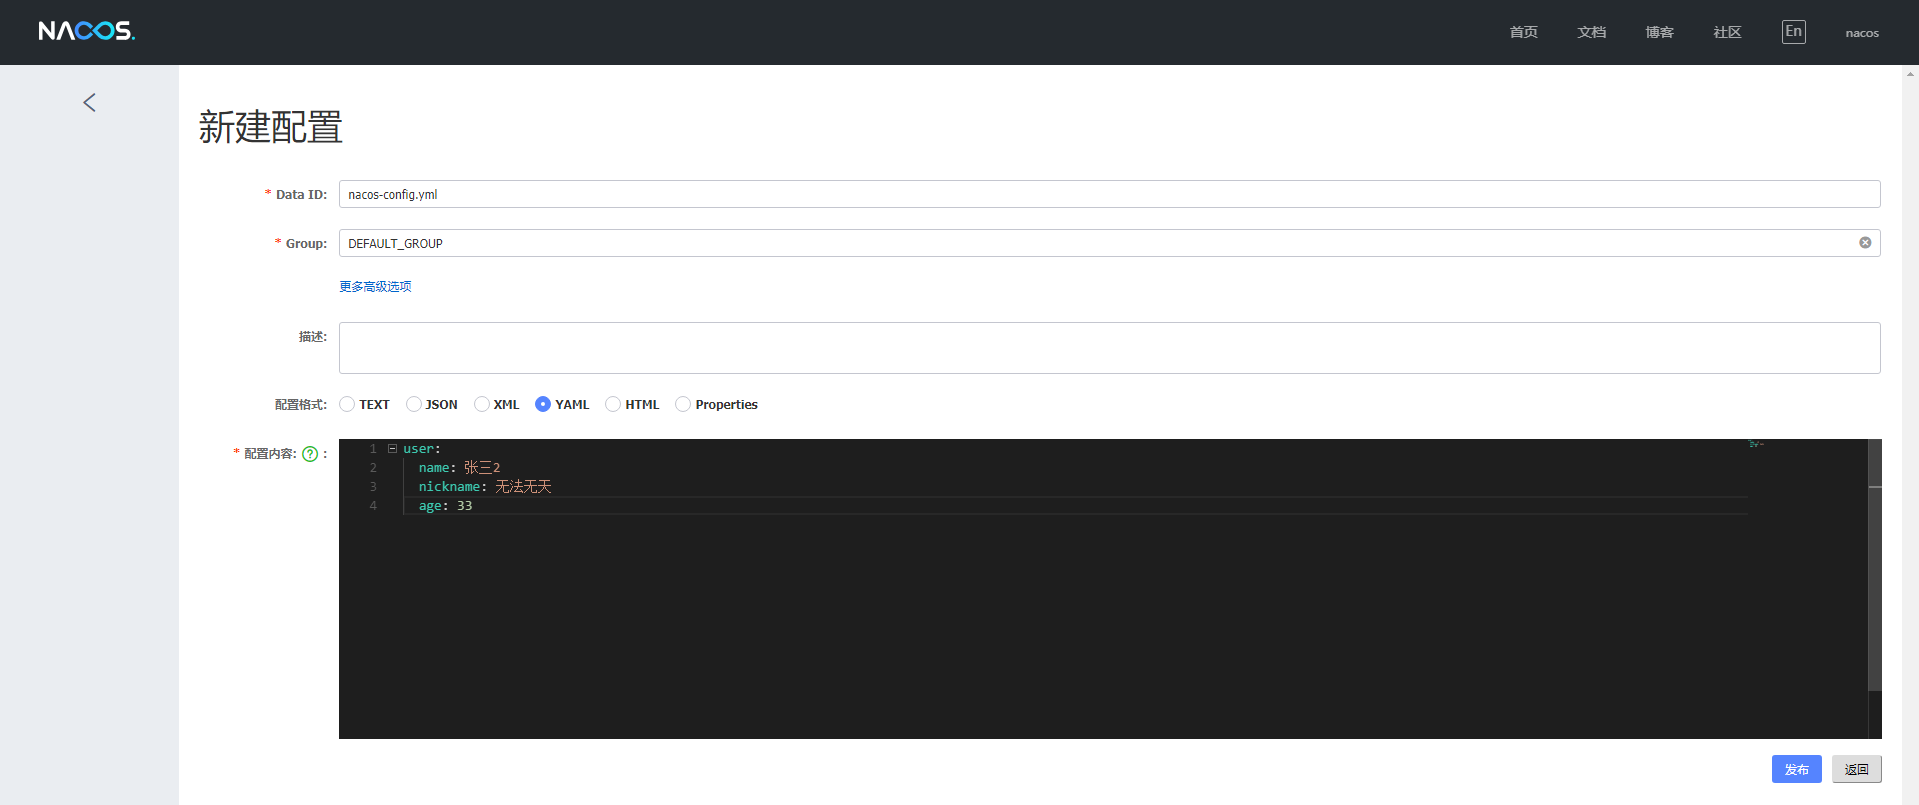 NACOS.
首页 文档 博客 社区 En nacos
新建配置
* Data ID: nacos-config.yml
* Group: DEFAULT_GROUP
更多高级选项
描述:
配置格式: TEXT JSON XML YAML HTML Properties
* 配置内容: ? :
1 user:
2 name: 张三2
3 nickname: 无法无天
4 age: 33
发布 返回